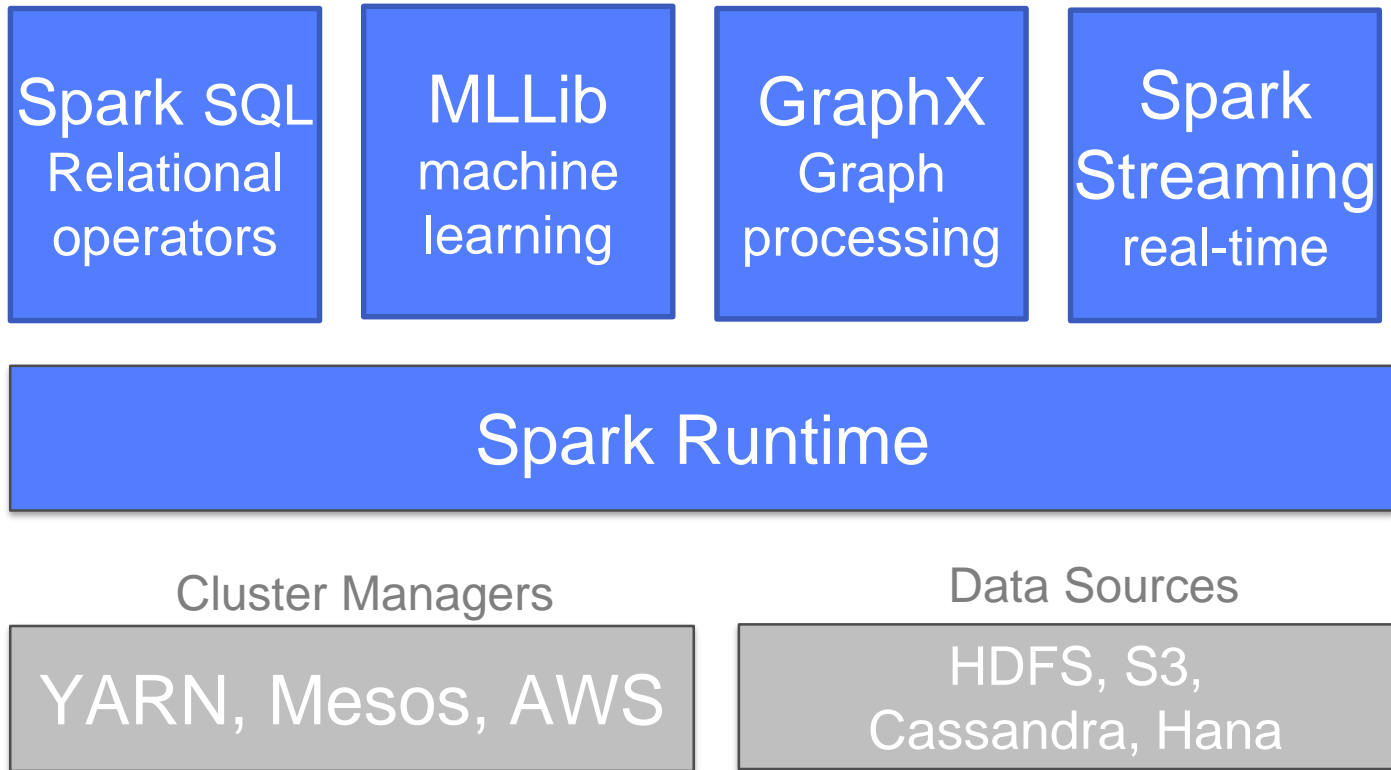 Spark SQL
Relational
operators
MLLib
machine
learning
GraphX
Graph
processing
Spark
Streaming
real-time
Spark Runtime
Cluster Managers
YARN, Mesos, AWS
Data Sources
HDFS, S3,
Cassandra, Hana